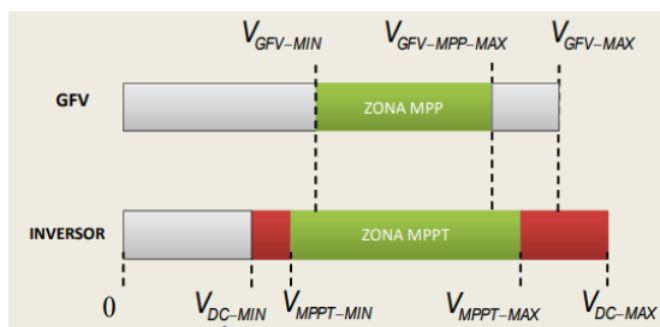 V_GFV-MIN V_GFV-MPP-MAX V_GFV-MAX
GFV ZONA MPP
INVERSOR ZONA MPPT
0 V_DC-MIN V_MPPT-MIN V_MPPT-MAX V_DC-MAX